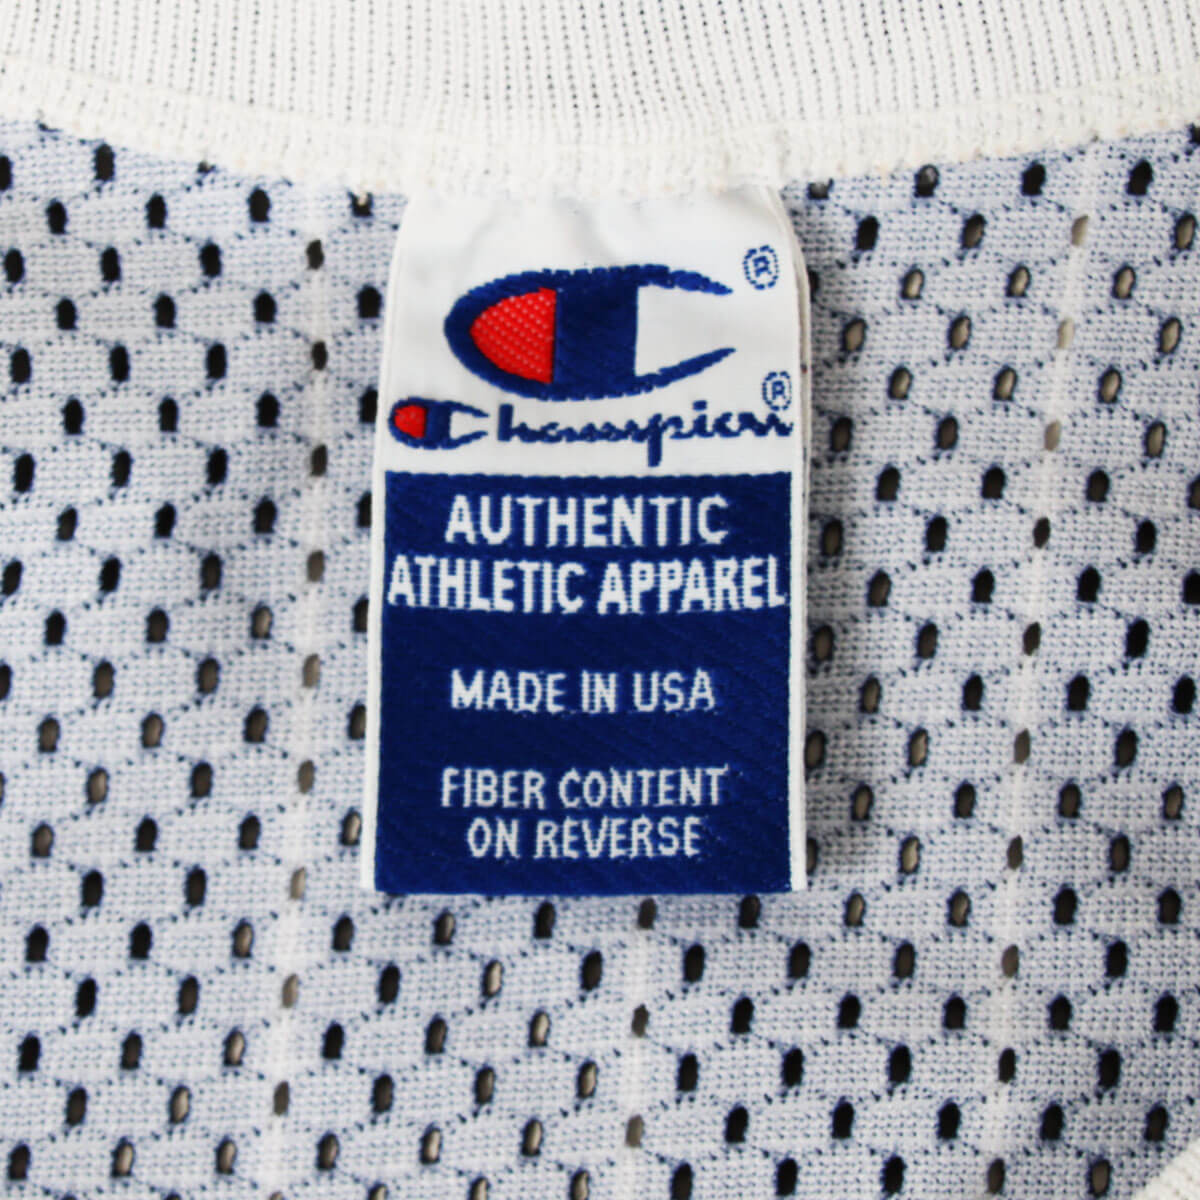 ®
Champion®
AUTHENTIC
ATHLETIC APPAREL
MADE IN USA
FIBER CONTENT
ON REVERSE